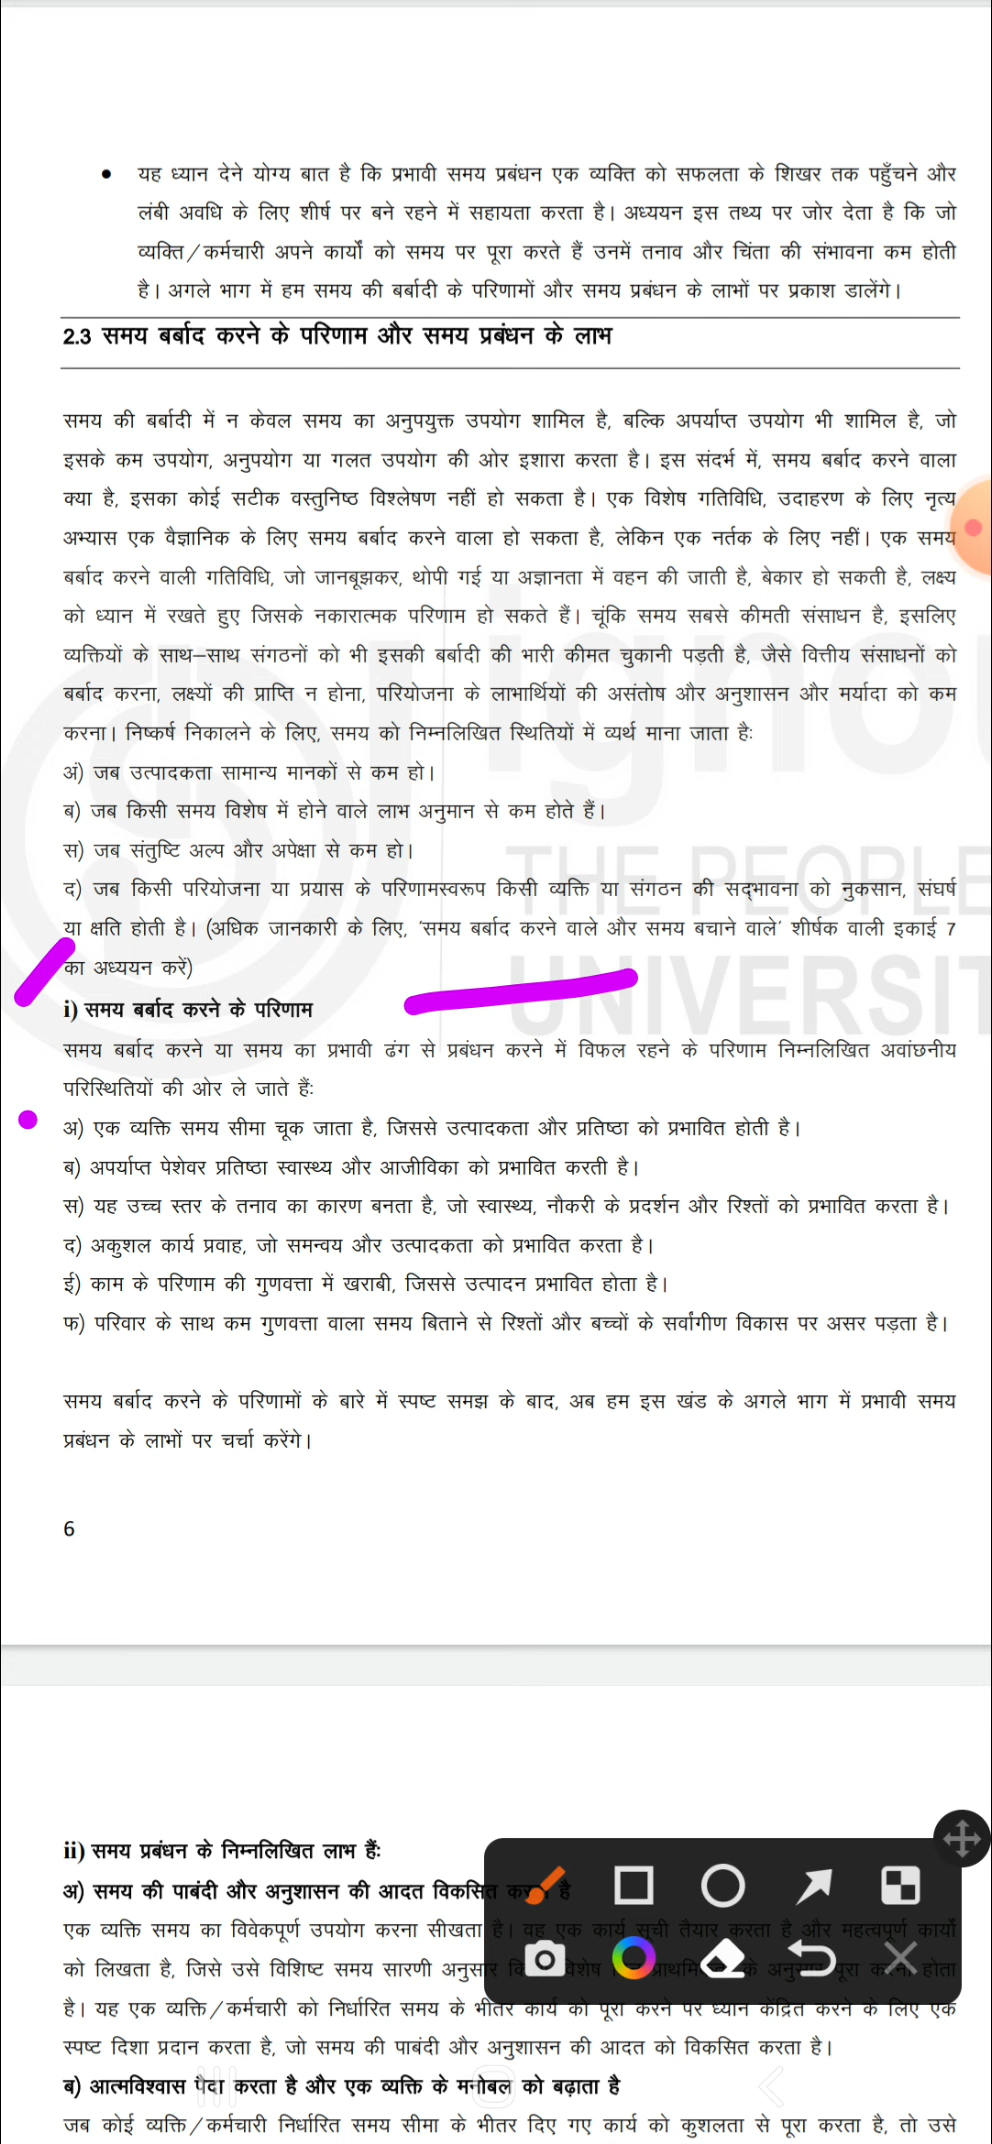 • यह ध्यान देने योग्य बात है कि प्रभावी समय प्रबंधन एक व्यक्ति को सफलता के शिखर तक पहुँचने और
लंबी अवधि के लिए शीर्ष पर बने रहने में सहायता करता है। अध्ययन इस तथ्य पर जोर देता है कि जो
व्यक्ति/कर्मचारी अपने कार्यों को समय पर पूरा करते हैं उनमें तनाव और चिंता की संभावना कम होती
है। अगले भाग में हम समय की बर्बादी के परिणामों और समय प्रबंधन के लाभों पर प्रकाश डालेंगे।
2.3 समय बर्बाद करने के परिणाम और समय प्रबंधन के लाभ
समय की बर्बादी में न केवल समय का अनुपयुक्त उपयोग शामिल है, बल्कि अपर्याप्त उपयोग भी शामिल है, जो
इसके कम उपयोग, अनुपयोग या गलत उपयोग की ओर इशारा करता है। इस संदर्भ में, समय बर्बाद करने वाला
क्या है, इसका कोई सटीक वस्तुनिष्ठ विश्लेषण नहीं हो सकता है। एक विशेष गतिविधि, उदाहरण के लिए नृत्य
अभ्यास एक वैज्ञानिक के लिए समय बर्बाद करने वाला हो सकता है, लेकिन एक नर्तक के लिए नहीं। एक समय
बर्बाद करने वाली गतिविधि, जो जानबूझकर, थोपी गई या अज्ञानता में वहन की जाती है, बेकार हो सकती है, लक्ष्य
को ध्यान में रखते हुए जिसके नकारात्मक परिणाम हो सकते हैं। चूंकि समय सबसे कीमती संसाधन है, इसलिए
व्यक्तियों के साथ–साथ संगठनों को भी इसकी बर्बादी की भारी कीमत चुकानी पड़ती है, जैसे वित्तीय संसाधनों को
बर्बाद करना, लक्ष्यों की प्राप्ति न होना, परियोजना के लाभार्थियों की असंतोष और अनुशासन और मर्यादा को कम
करना। निष्कर्ष निकालने के लिए, समय को निम्नलिखित स्थितियों में व्यर्थ माना जाता हैः
अं) जब उत्पादकता सामान्य मानकों से कम हो।
ब) जब किसी समय विशेष में होने वाले लाभ अनुमान से कम होते हैं।
स) जब संतुष्टि अल्प और अपेक्षा से कम हो।
द) जब किसी परियोजना या प्रयास के परिणामस्वरूप किसी व्यक्ति या संगठन की सद्भावना को नुकसान, संघर्ष
या क्षति होती है। (अधिक जानकारी के लिए, 'समय बर्बाद करने वाले और समय बचाने वाले' शीर्षक वाली इकाई 7
का अध्ययन करें)
i) समय बर्बाद करने के परिणाम
समय बर्बाद करने या समय का प्रभावी ढंग से प्रबंधन करने में विफल रहने के परिणाम निम्नलिखित अवांछनीय
परिस्थितियों की ओर ले जाते हैंः
अ) एक व्यक्ति समय सीमा चूक जाता है, जिससे उत्पादकता और प्रतिष्ठा को प्रभावित होती है।
ब) अपर्याप्त पेशेवर प्रतिष्ठा स्वास्थ्य और आजीविका को प्रभावित करती है।
स) यह उच्च स्तर के तनाव का कारण बनता है, जो स्वास्थ्य, नौकरी के प्रदर्शन और रिश्तों को प्रभावित करता है।
द) अकुशल कार्य प्रवाह, जो समन्वय और उत्पादकता को प्रभावित करता है।
ई) काम के परिणाम की गुणवत्ता में खराबी, जिससे उत्पादन प्रभावित होता है।
फ) परिवार के साथ कम गुणवत्ता वाला समय बिताने से रिश्तों और बच्चों के सर्वांगीण विकास पर असर पड़ता है।
समय बर्बाद करने के परिणामों के बारे में स्पष्ट समझ के बाद, अब हम इस खंड के अगले भाग में प्रभावी समय
प्रबंधन के लाभों पर चर्चा करेंगे।
6
ignou
THE PEOPLE
UNIVERSIT
ii) समय प्रबंधन के निम्नलिखित लाभ हैंः
अ) समय की पाबंदी और अनुशासन की आदत विकसित करता है
एक व्यक्ति समय का विवेकपूर्ण उपयोग करना सीखता है। वह एक कार्य सूची तैयार करता है और महत्वपूर्ण कार्यों
को लिखता है, जिसे उसे विशिष्ट समय सारणी अनुसार विशेष के अनुसार पूरा करना होता
है। यह एक व्यक्ति/कर्मचारी को निर्धारित समय के भीतर कार्य को पूरा करने पर ध्यान केंद्रित करने के लिए एक
स्पष्ट दिशा प्रदान करता है, जो समय की पाबंदी और अनुशासन की आदत को विकसित करता है।
ब) आत्मविश्वास पैदा करता है और एक व्यक्ति के मनोबल को बढ़ाता है
जब कोई व्यक्ति/कर्मचारी निर्धारित समय सीमा के भीतर दिए गए कार्य को कुशलता से पूरा करता है, तो उसे